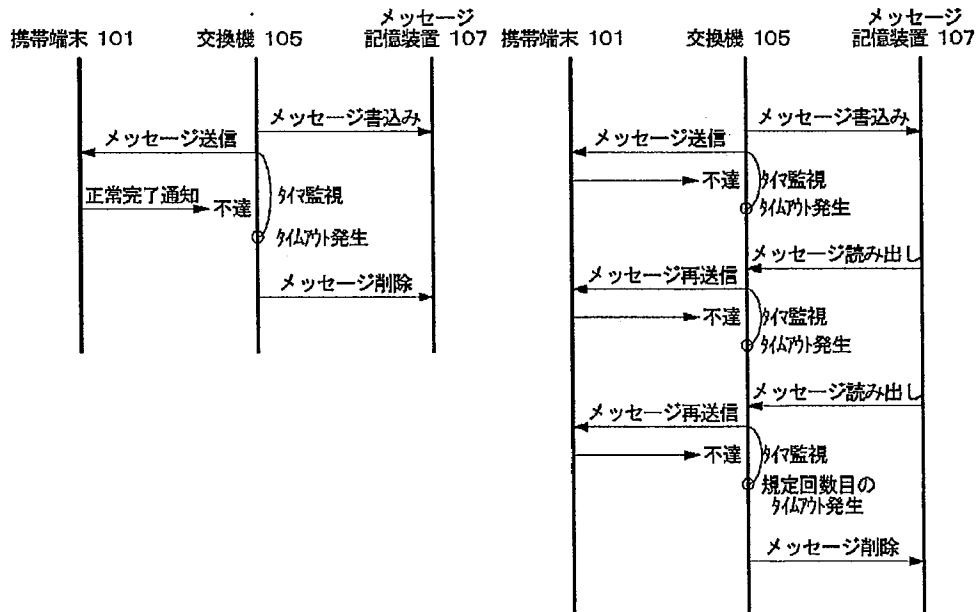 メッセージ
携帯端末 101 交換機 105 記憶装置 107
メッセージ書込み
メッセージ送信
正常完了通知
不達
タイマ監視
タイムアウト発生
メッセージ削除
メッセージ
携帯端末 101 交換機 105 記憶装置 107
メッセージ書込み
メッセージ送信
不達
タイマ監視
タイムアウト発生
メッセージ読み出し
メッセージ再送信
不達
タイマ監視
タイムアウト発生
メッセージ読み出し
メッセージ再送信
不達
タイマ監視
規定回数目の
タイムアウト発生
メッセージ削除